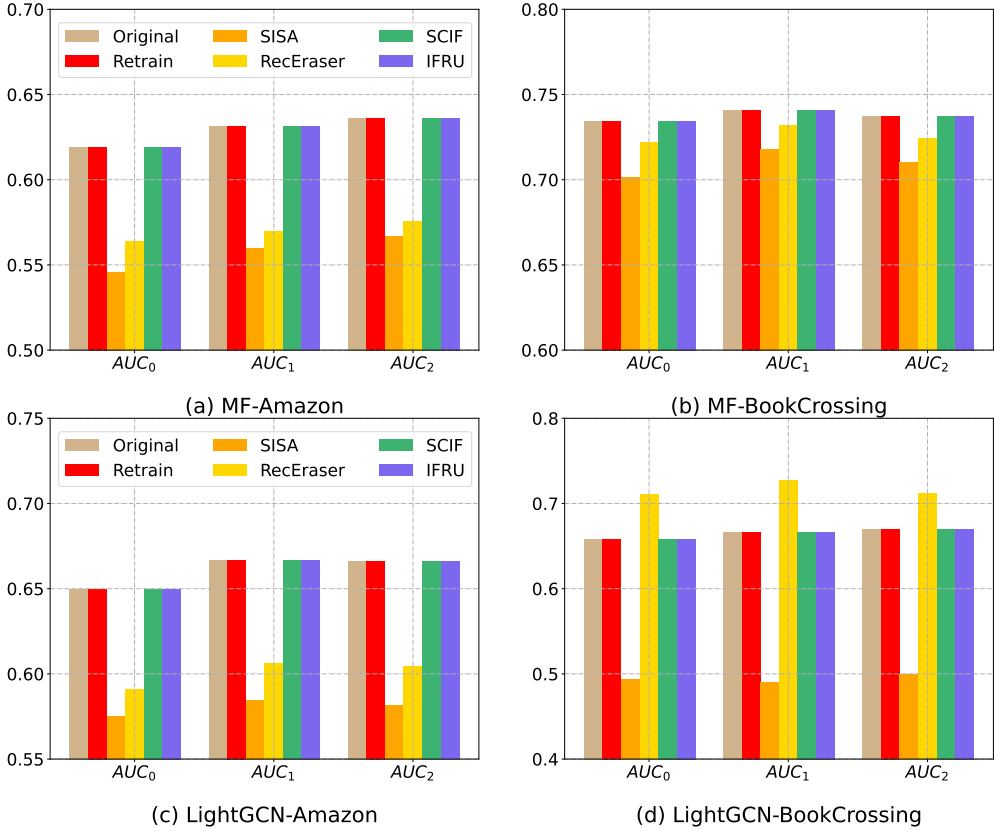 0.70
0.65
0.60
0.55
0.50
Original SISA SCIF
Retrain RecEraser IFRU
AUC0 AUC1 AUC2
(a) MF-Amazon
0.80
0.75
0.70
0.65
0.60
AUC0 AUC1 AUC2
(b) MF-BookCrossing
0.75
0.70
0.65
0.60
0.55
Original SISA SCIF
Retrain RecEraser IFRU
AUC0 AUC1 AUC2
(c) LightGCN-Amazon
0.8
0.7
0.6
0.5
0.4
AUC0 AUC1 AUC2
(d) LightGCN-BookCrossing